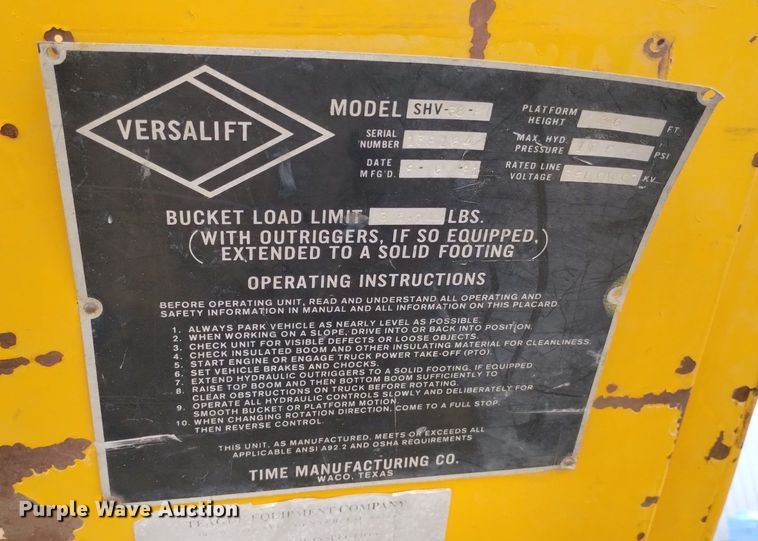 VERSALIFT
MODEL SHV-
SERIAL
NUMBER
DATE
MFG'D.
PLATFORM
HEIGHT 36 FT
MAX. HYD.
PRESSURE PSI
RATED LINE
VOLTAGE KV.
BUCKET LOAD LIMIT LBS.
(WITH OUTRIGGERS, IF SO EQUIPPED,
EXTENDED TO A SOLID FOOTING)
OPERATING INSTRUCTIONS
BEFORE OPERATING UNIT, READ AND UNDERSTAND ALL OPERATING AND
SAFETY INFORMATION IN MANUAL AND ALL INFORMATION ON THIS PLACARD.
1. ALWAYS PARK VEHICLE AS NEARLY LEVEL AS POSSIBLE.
2. WHEN WORKING ON A SLOPE, DRIVE INTO OR BACK INTO POSITION.
3. CHECK UNIT FOR VISIBLE DEFECTS OR LOOSE OBJECTS.
4. CHECK INSULATED BOOM AND OTHER INSULATING MATERIAL FOR CLEANLINESS.
5. START ENGINE OR ENGAGE TRUCK POWER TAKE-OFF (PTO).
6. SET VEHICLE BRAKES AND CHOCKS.
7. EXTEND HYDRAULIC OUTRIGGERS TO A SOLID FOOTING, IF EQUIPPED.
8. RAISE TOP BOOM AND THEN BOTTOM BOOM SUFFICIENTLY TO
CLEAR OBSTRUCTIONS ON TRUCK BEFORE ROTATING.
9. OPERATE ALL HYDRAULIC CONTROLS SLOWLY AND DELIBERATELY FOR
SMOOTH BUCKET OR PLATFORM MOTION.
10. WHEN CHANGING ROTATION DIRECTION, COME TO A FULL STOP,
THEN REVERSE CONTROL.
THIS UNIT, AS MANUFACTURED, MEETS OR EXCEEDS ALL
APPLICABLE ANSI A92.2 AND OSHA REQUIREMENTS
TIME MANUFACTURING CO.
WACO, TEXAS
Purple Wave Auction
EQUIPMENT COMPANY